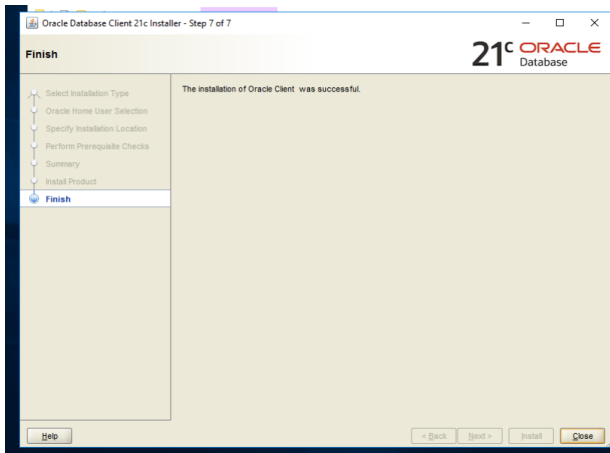 Oracle Database Client 21c Installer - Step 7 of 7
Finish
21c ORACLE
Database
Select Installation Type
Oracle Home User Selection
Specify Installation Location
Perform Prerequisite Checks
Summary
Install Product
Finish
The installation of Oracle Client was successful.
Help
< Back
Next >
Install
Close